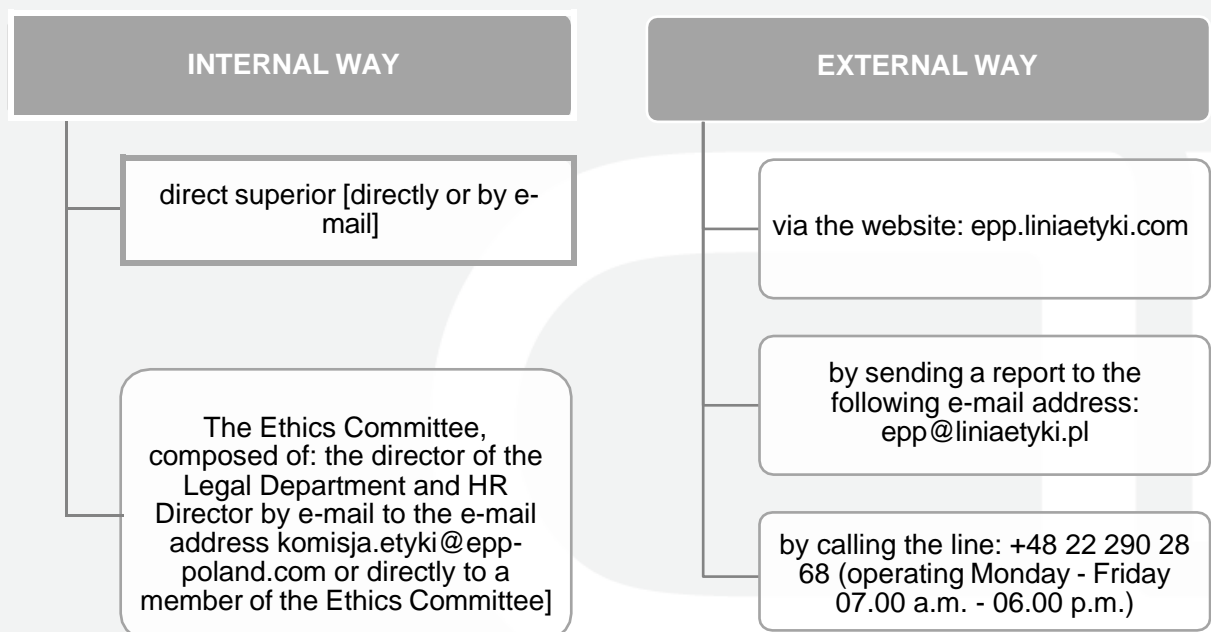 INTERNAL WAY
direct superior [directly or by e-
mail]
The Ethics Committee,
composed of: the director of the
Legal Department and HR
Director by e-mail to the e-mail
address komisja.etyki@epp-
poland.com or directly to a
member of the Ethics Committee]
EXTERNAL WAY
via the website: epp.liniaetyki.com
by sending a report to the
following e-mail address:
epp@liniaetyki.pl
by calling the line: +48 22 290 28
68 (operating Monday - Friday
07.00 a.m. - 06.00 p.m.)